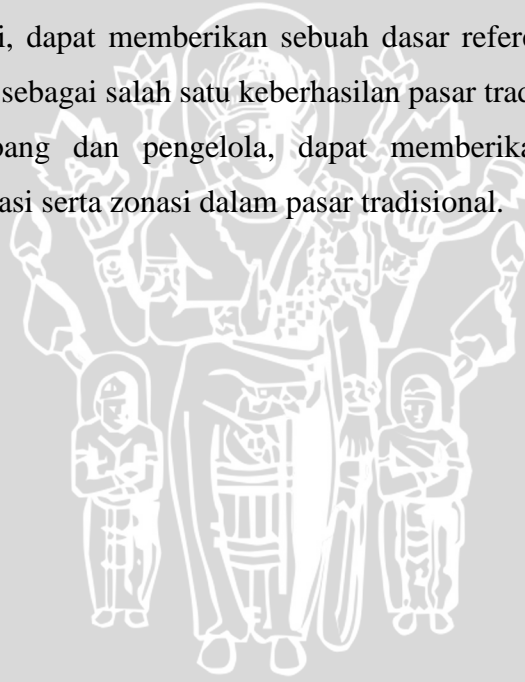 i, dapat memberikan sebuah dasar refere
sebagai salah satu keberhasilan pasar trad
bang dan pengelola, dapat memberika
asi serta zonasi dalam pasar tradisional.